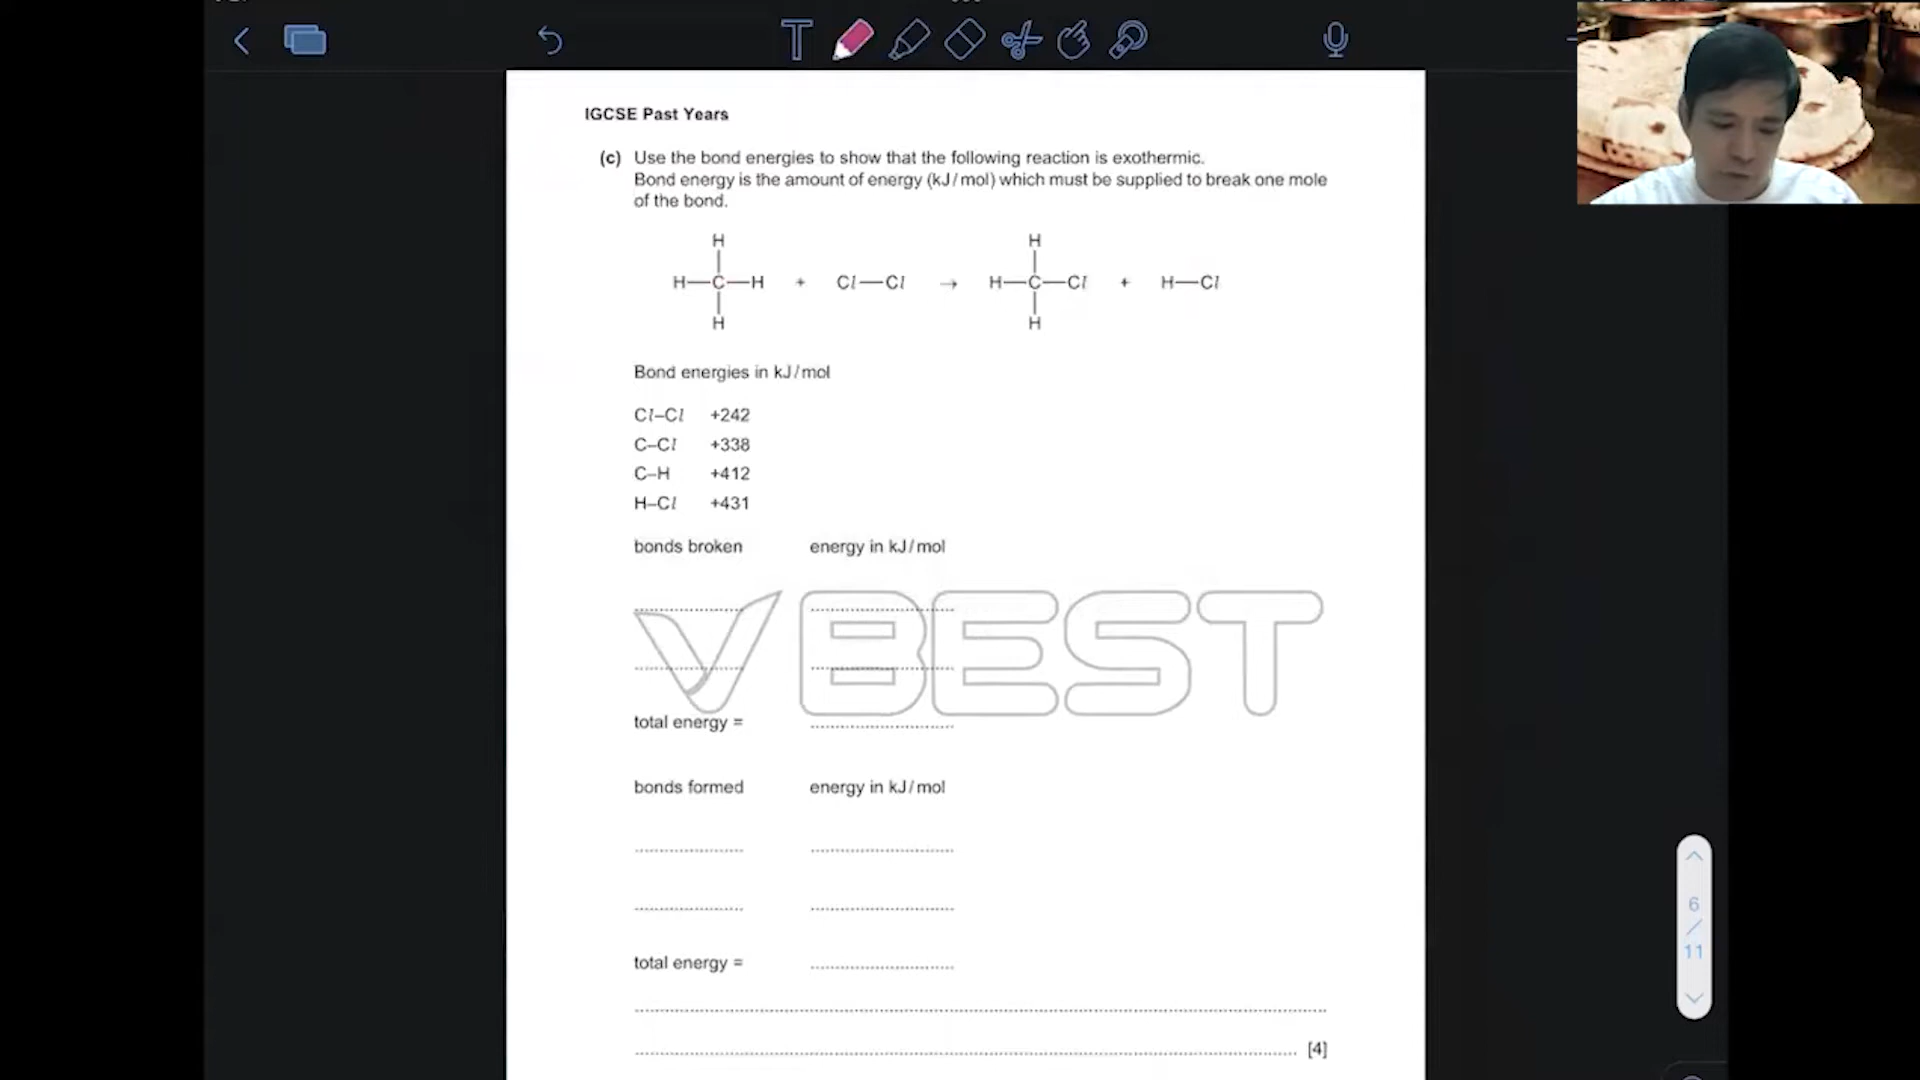 IGCSE Past Years
(c) Use the bond energies to show that the following reaction is exothermic.
Bond energy is the amount of energy (kJ/mol) which must be supplied to break one mole
of the bond.
H H
H—C—H + Cl—Cl → H—C—Cl + H—Cl
H H
Bond energies in kJ/mol
Cl–Cl +242
C–Cl +338
C–H +412
H–Cl +431
bonds broken energy in kJ/mol
VBEST
total energy =
bonds formed energy in kJ/mol
total energy =
[4]
6
/
11